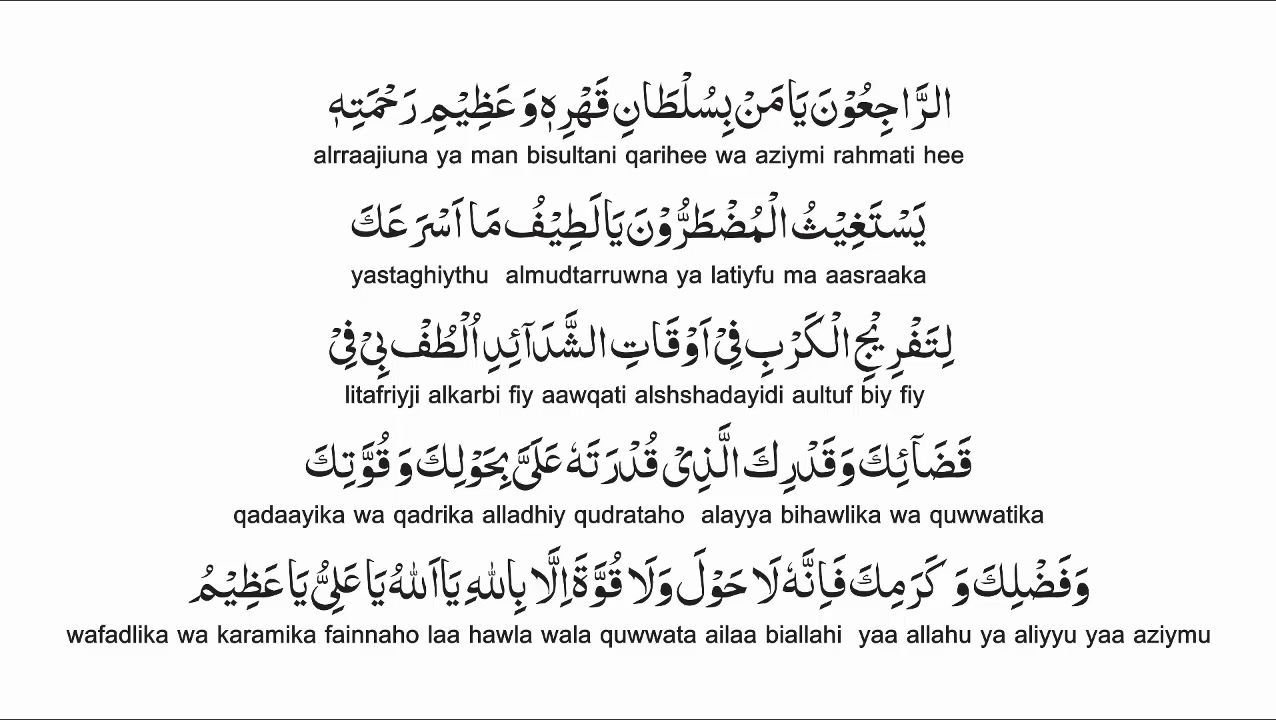 الرَّاجِعُوْنَ يَا مَنْ بِسُلْطَانِ قَهْرِهٖ وَ عَظِيْمِ رَحْمَتِهٖ
alrraajiuna ya man bisultani qarihee wa aziymi rahmati hee
يَسْتَغِيْثُ الْمُضْطَرُّوْنَ يَا لَطِيْفُ مَا اَسْرَعَكَ
yastaghiythu almudtarruwna ya latiyfu ma aasraaka
لِتَفْرِيْجِ الْكَرْبِ فِيْ اَوْقَاتِ الشَّدَآئِدِ اُلْطُفْ بِيْ فِيْ
litafriyji alkarbi fiy aawqati alshshadayidi aultuf biy fiy
قَضَآئِكَ وَقَدْرِكَ الَّذِيْ قُدْرَتَهٗ عَلَيَّ بِحَوْلِكَ وَ قُوَّتِكَ
qadaayika wa qadrika alladhiy qudrataho alayya bihawlika wa quwwatika
وَفَضْلِكَ وَ كَرَمِكَ فَاِنَّهٗ لَا حَوْلَ وَلَا قُوَّةَ اِلَّا بِاللهِ يَا اَللهُ يَا عَلِيُّ يَا عَظِيْمُ
wafadlika wa karamika fainnaho laa hawla wala quwwata ailaa biallahi yaa allahu ya aliyyu yaa aziymu